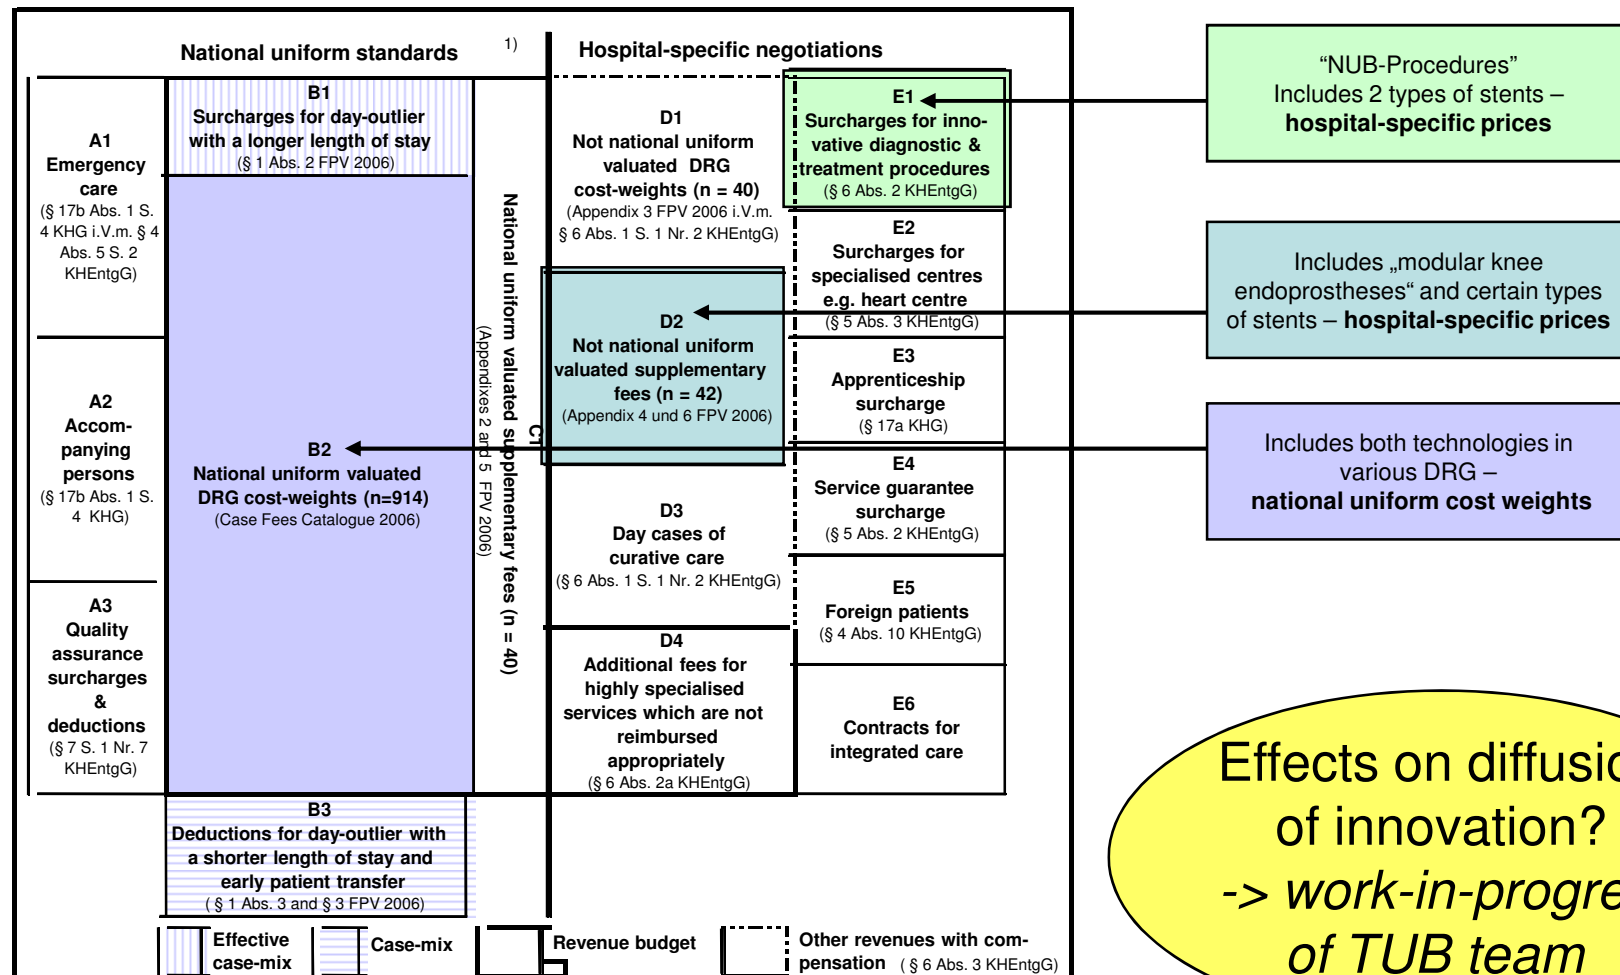 National uniform standards 1)
Hospital-specific negotiations
A1
Emergency
care
(§ 17b Abs. 1 S.
4 KHG i.V.m. § 4
Abs. 5 S. 2
KHEntgG)
A2
Accom-
panying
persons
(§ 17b Abs. 1 S.
4 KHG)
A3
Quality
assurance
surcharges
&
deductions
(§ 7 S. 1 Nr. 7
KHEntgG)
B1
Surcharges for day-outlier
with a longer length of stay
(§ 1 Abs. 2 FPV 2006)
B2
National uniform valuated
DRG cost-weights (n=914)
(Case Fees Catalogue 2006)
B3
Deductions for day-outlier with
a shorter length of stay and
early patient transfer
( § 1 Abs. 3 and § 3 FPV 2006)
C1
National uniform valuated supplementary fees (n = 40)
(Appendixes 2 and 5 FPV 2006)
D1
Not national uniform
valuated DRG
cost-weights (n = 40)
(Appendix 3 FPV 2006 i.V.m.
§ 6 Abs. 1 S. 1 Nr. 2 KHEntgG)
D2
Not national uniform
valuated supplementary
fees (n = 42)
(Appendix 4 und 6 FPV 2006)
D3
Day cases of
curative care
(§ 6 Abs. 1 S. 1 Nr. 2 KHEntgG)
D4
Additional fees for
highly specialised
services which are not
reimbursed
appropriately
(§ 6 Abs. 2a KHEntgG)
E1
Surcharges for inno-
vative diagnostic &
treatment procedures
(§ 6 Abs. 2 KHEntgG)
E2
Surcharges for
specialised centres
e.g. heart centre
(§ 5 Abs. 3 KHEntgG)
E3
Apprenticeship
surcharge
(§ 17a KHG)
E4
Service guarantee
surcharge
(§ 5 Abs. 2 KHEntgG)
E5
Foreign patients
(§ 4 Abs. 10 KHEntgG)
E6
Contracts for
integrated care
Effective
case-mix
Case-mix
Revenue budget
Other revenues with com-
pensation ( § 6 Abs. 3 KHEntgG)
“NUB-Procedures”
Includes 2 types of stents –
hospital-specific prices
Includes „modular knee
endoprostheses“ and certain types
of stents – hospital-specific prices
Includes both technologies in
various DRG –
national uniform cost weights
Effects on
of innovation?
-> work-in-
of TUB team